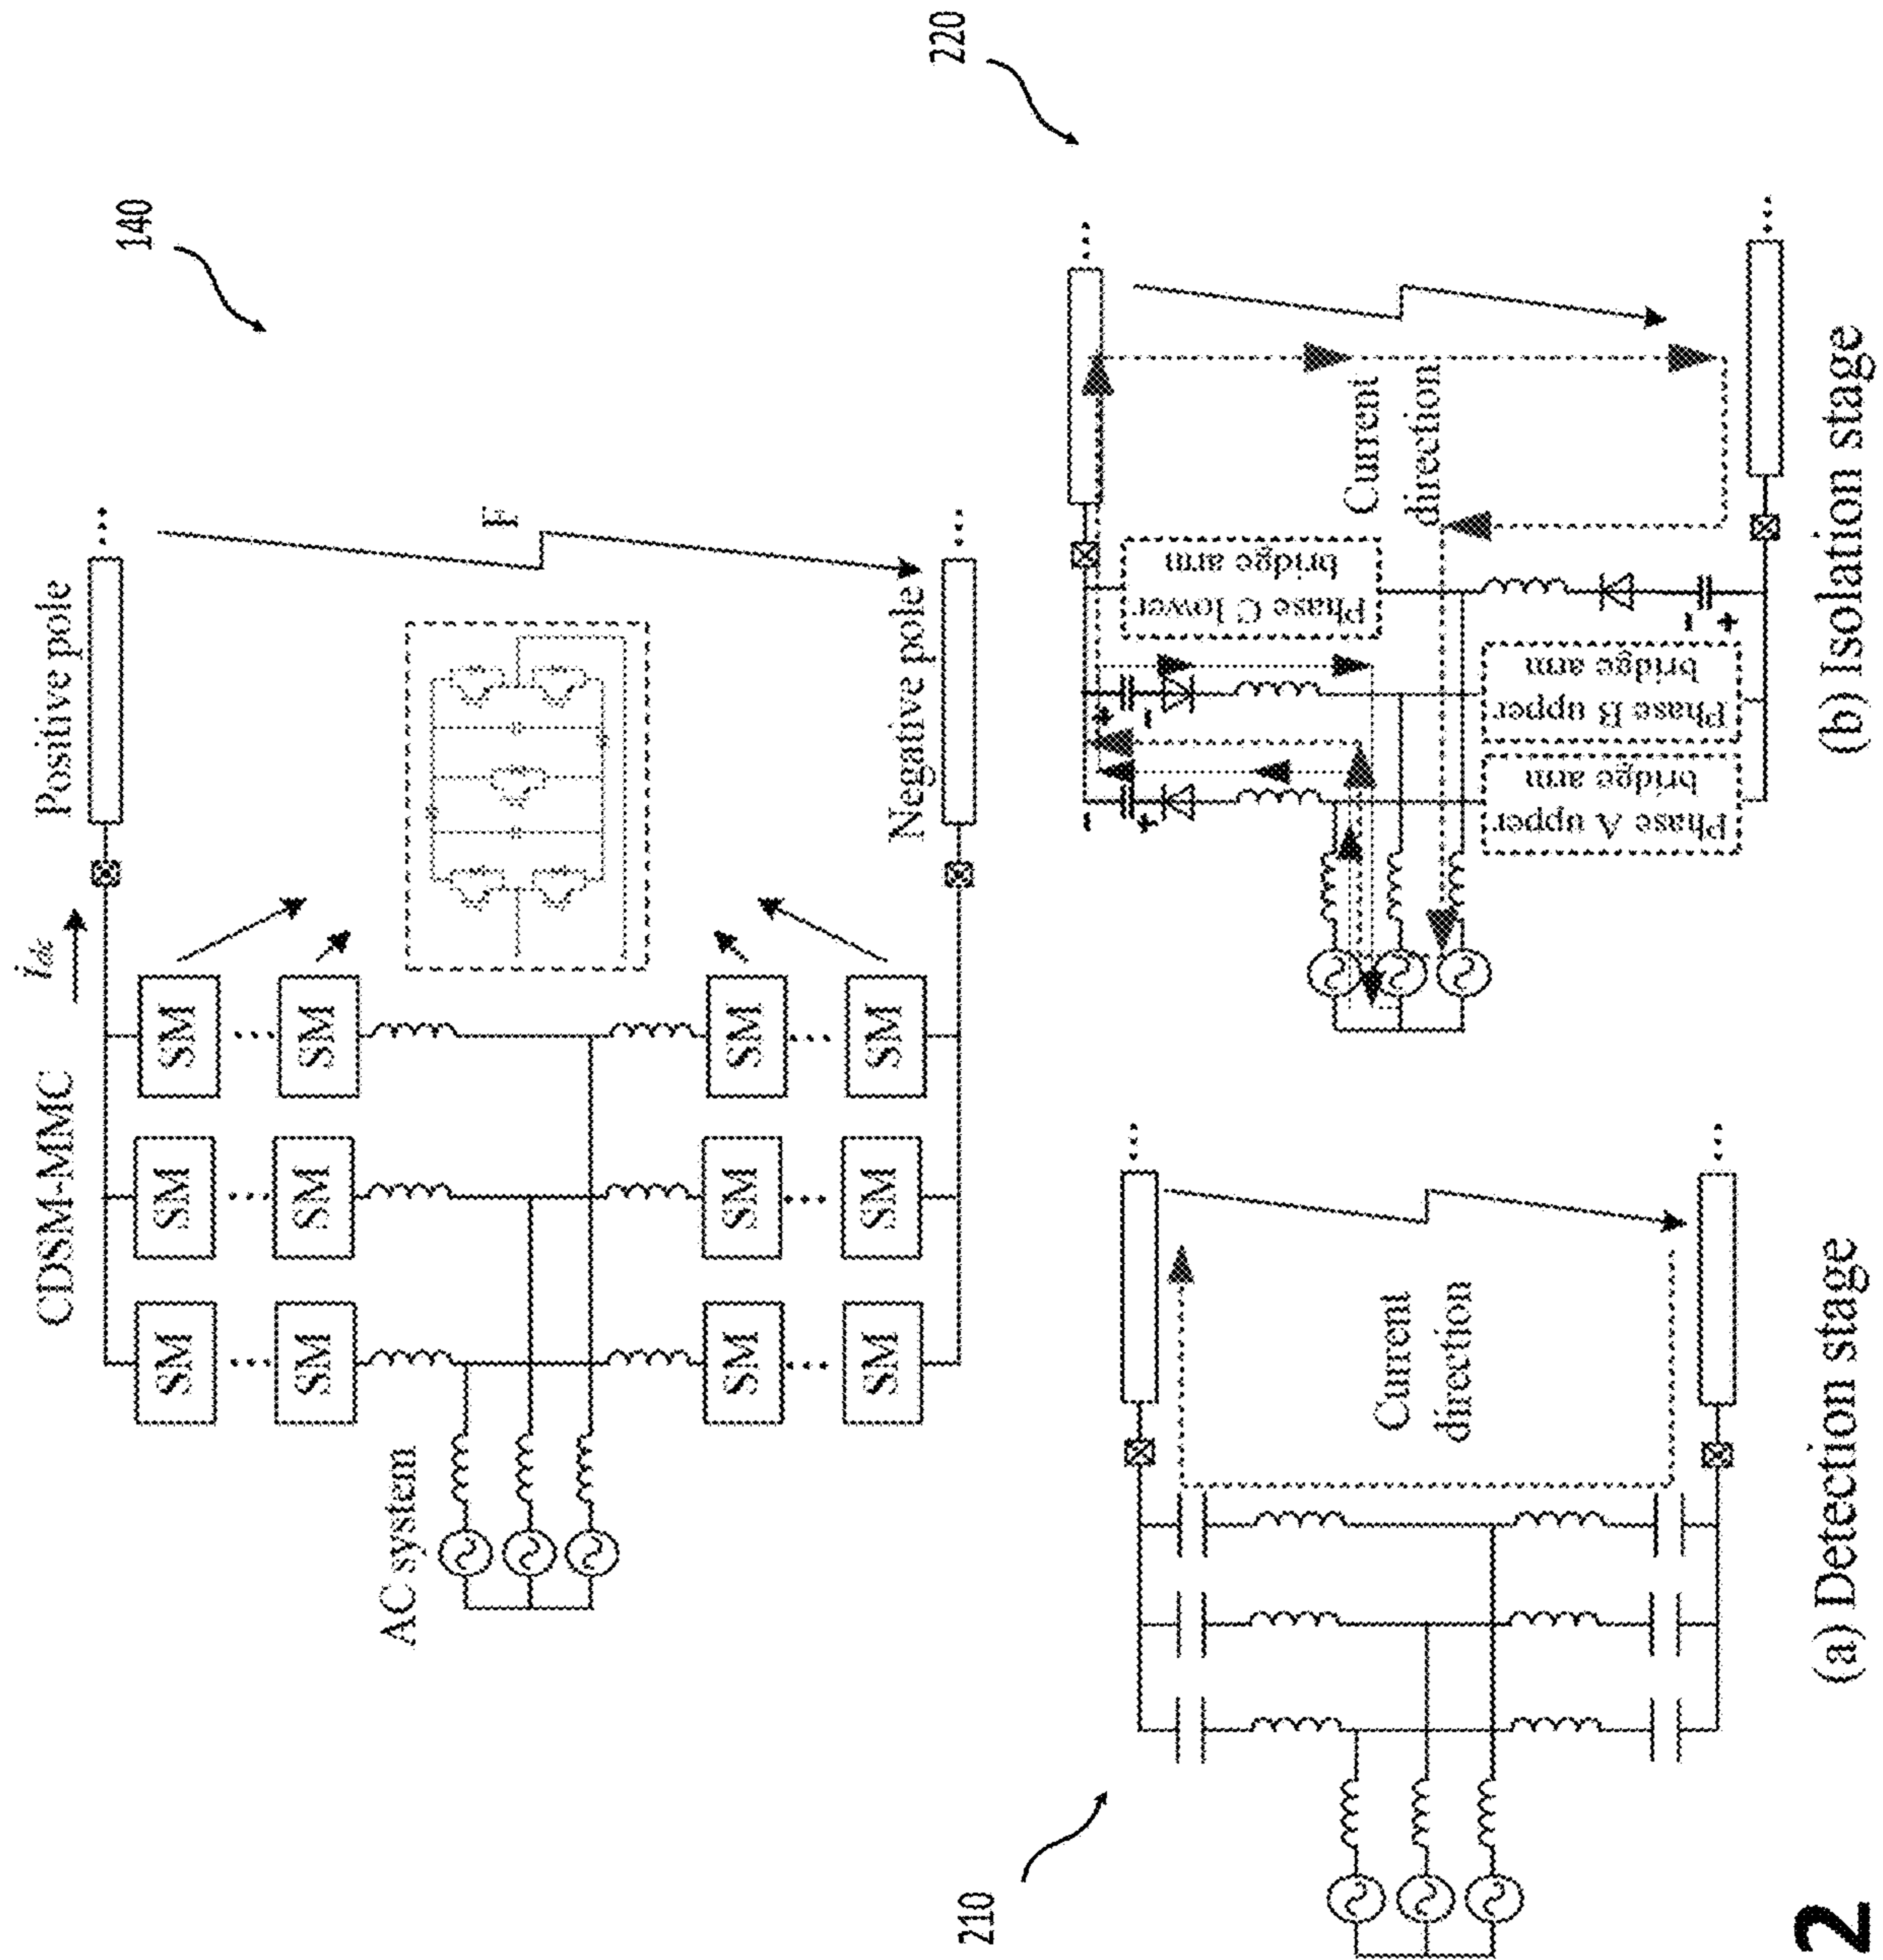 140
CDSM-MMC
i_dc
Positive pole
SM
SM
SM
...
...
...
SM
SM
SM
AC system
F
SM
SM
SM
...
...
...
SM
SM
SM
Negative pole
210
Current
direction
(a) Detection stage
220
- + + -
Phase C lower
bridge arm
Current
direction
Phase A upper
bridge arm
Phase B upper
bridge arm
- +
(b) Isolation stage
2